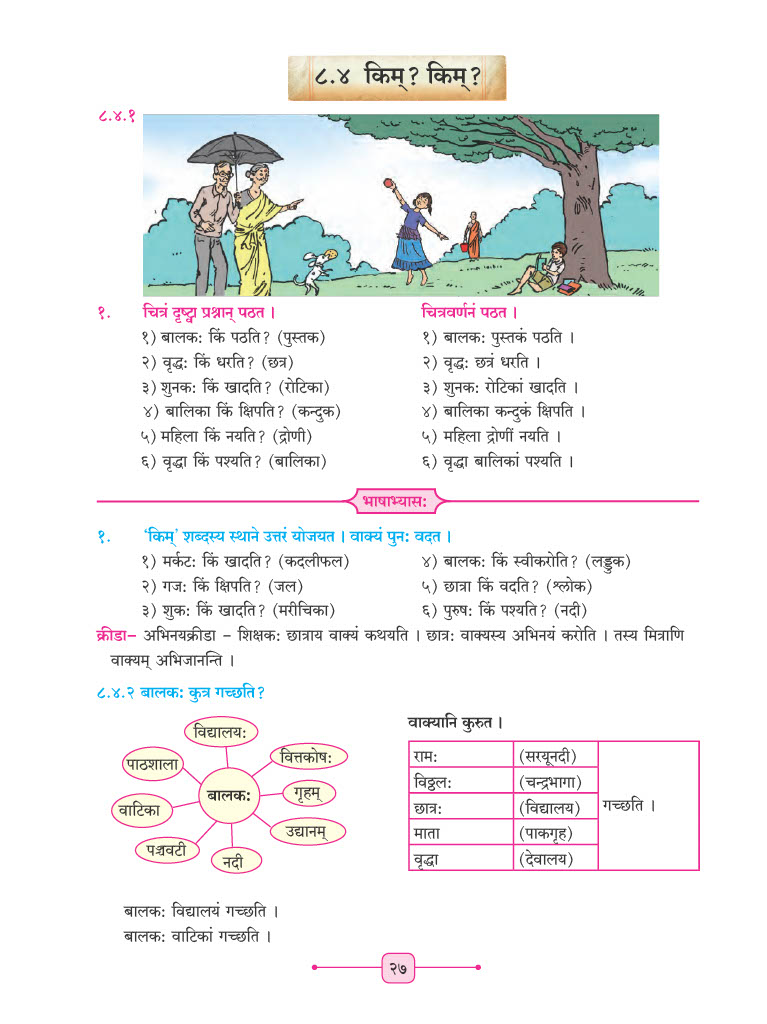 ८.४ किम्? किम्?
८.४.१
१. चित्रं दृष्ट्वा प्रश्नान् पठत ।
१) बालक: किं पठति? (पुस्तक)
२) वृद्ध: किं धरति? (छत्र)
३) शुनक: किं खादति? (रोटिका)
४) बालिका किं क्षिपति? (कन्दुक)
५) महिला किं नयति? (द्रोणी)
६) वृद्धा किं पश्यति? (बालिका)
चित्रवर्णनं पठत ।
१) बालक: पुस्तकं पठति ।
२) वृद्ध: छत्रं धरति ।
३) शुनक: रोटिकां खादति ।
४) बालिका कन्दुकं क्षिपति ।
५) महिला द्रोणीं नयति ।
६) वृद्धा बालिकां पश्यति ।
भाषाभ्यास:
१. ‘किम्’ शब्दस्य स्थाने उत्तरं योजयत । वाक्यं पुन: वदत ।
१) मर्कट: किं खादति? (कदलीफल)
२) गज: किं क्षिपति? (जल)
३) शुक: किं खादति? (मरीचिका)
४) बालक: किं स्वीकरोति? (लड्डुक)
५) छात्रा किं वदति? (श्लोक)
६) पुरुष: किं पश्यति? (नदी)
क्रीडा– अभिनयक्रीडा – शिक्षक: छात्राय वाक्यं कथयति । छात्र: वाक्यस्य अभिनयं करोति । तस्य मित्राणि
वाक्यम् अभिजानन्ति ।
८.४.२ बालक: कुत्र गच्छति?
विद्यालय:
वित्तकोष:
पाठशाला
बालक:
गृहम्
वाटिका
उद्यानम्
पञ्चवटी
नदी
वाक्यानि कुरुत ।
राम: (सरयूनदी)
विठ्ठल: (चन्द्रभागा)
छात्र: (विद्यालय) गच्छति ।
माता (पाकगृह)
वृद्धा (देवालय)
बालक: विद्यालयं गच्छति ।
बालक: वाटिकां गच्छति ।
२७